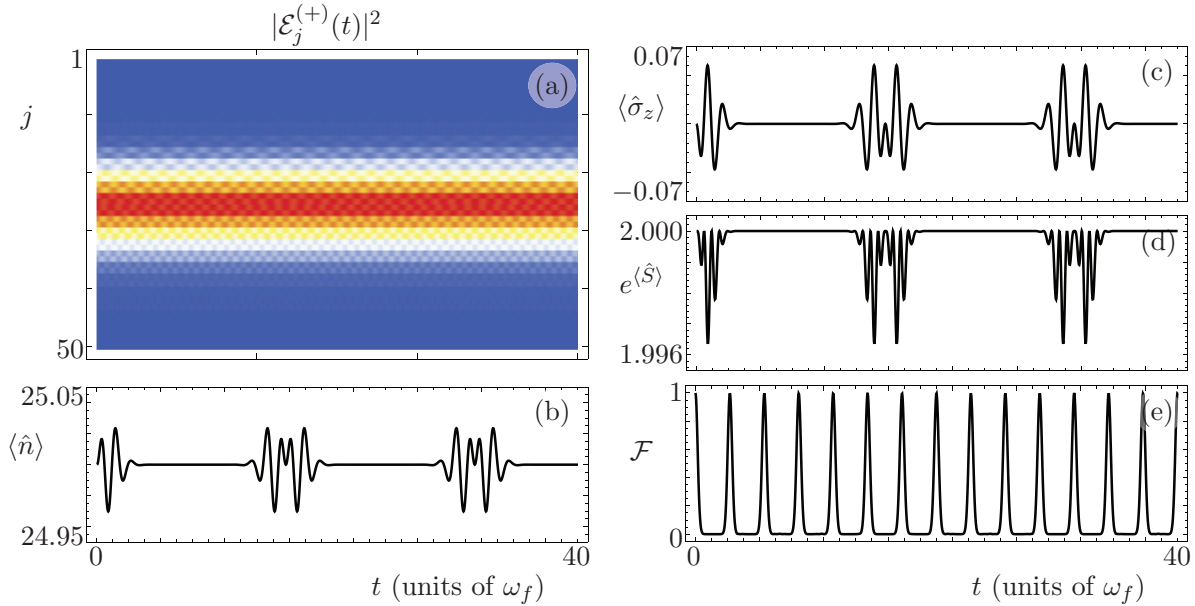 |ℰ_j^(+)(t)|²
1
(a)
j
50
25.05
(b)
⟨n̂⟩
24.95
0
40
t (units of ω_f)
0.07
(c)
⟨σ̂_z⟩
−0.07
2.000
(d)
e^⟨Ŝ⟩
1.996
1
(e)
ℱ
0
0
40
t (units of ω_f)